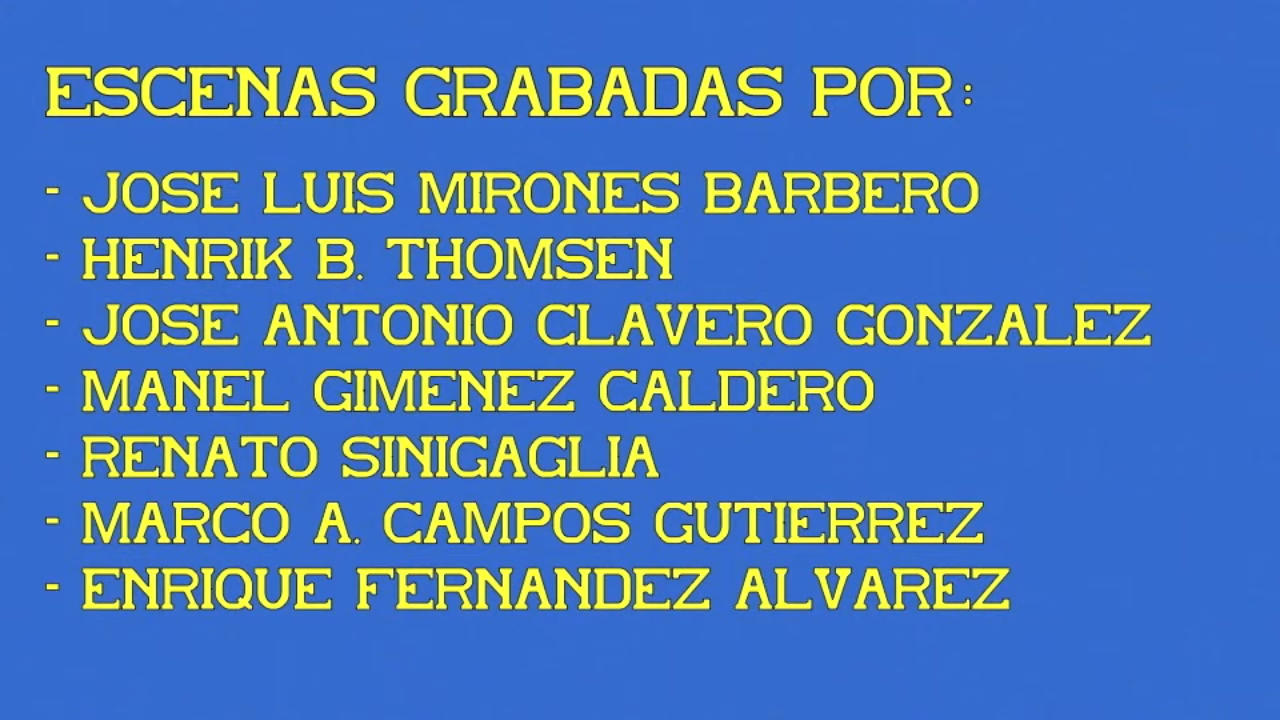 ESCENAS GRABADAS POR:
- JOSE LUIS MIRONES BARBERO
- HENRIK B. THOMSEN
- JOSE ANTONIO CLAVERO GONZALEZ
- MANEL GIMENEZ CALDERO
- RENATO SINIGAGLIA
- MARCO A. CAMPOS GUTIERREZ
- ENRIQUE FERNANDEZ ALVAREZ